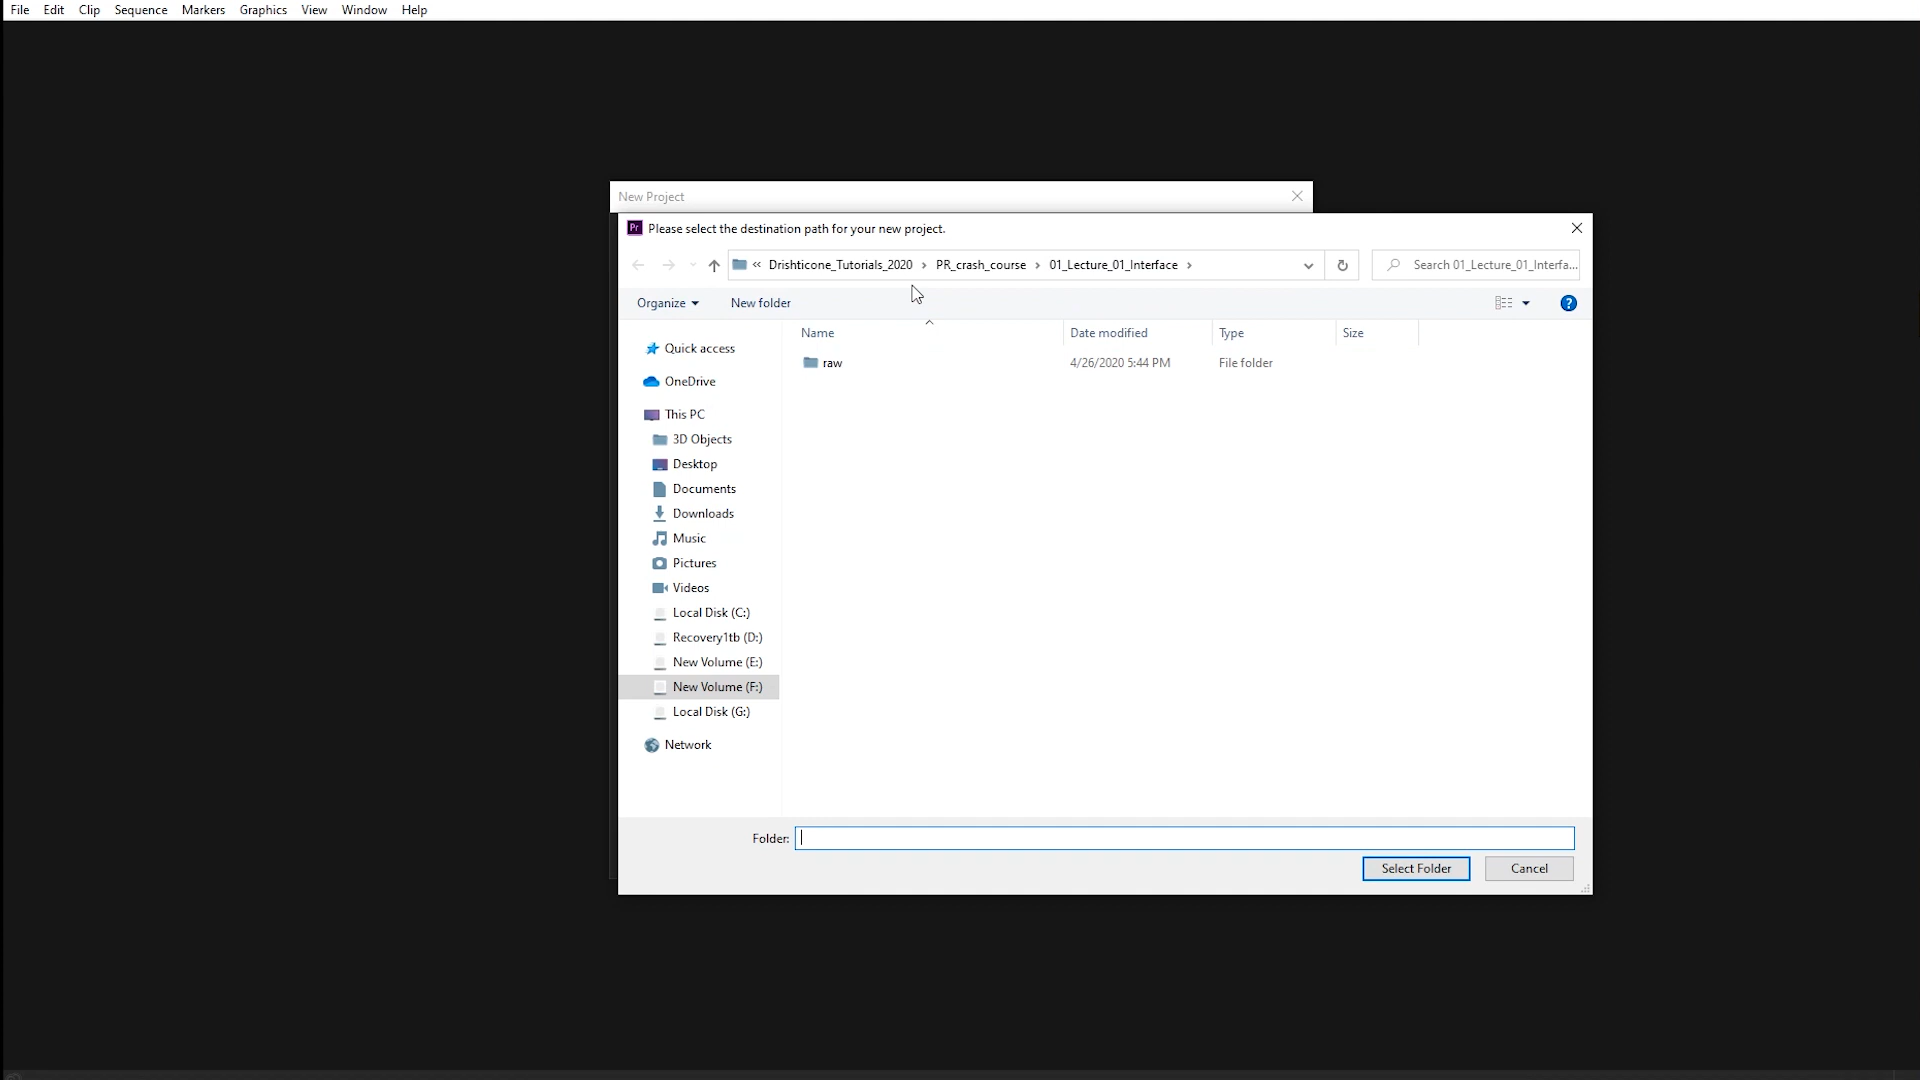 File Edit Clip Sequence Markers Graphics View Window Help
New Project
Pr Please select the destination path for your new project.
« Drishticone_Tutorials_2020 › PR_crash_course › 01_Lecture_01_Interface ›
Search 01_Lecture_01_Interfa...
Organize New folder
?
Name Date modified Type Size
raw 4/26/2020 5:44 PM File folder
Quick access
OneDrive
This PC
3D Objects
Desktop
Documents
Downloads
Music
Pictures
Videos
Local Disk (C:)
Recovery1tb (D:)
New Volume (E:)
New Volume (F:)
Local Disk (G:)
Network
Folder:
Select Folder Cancel